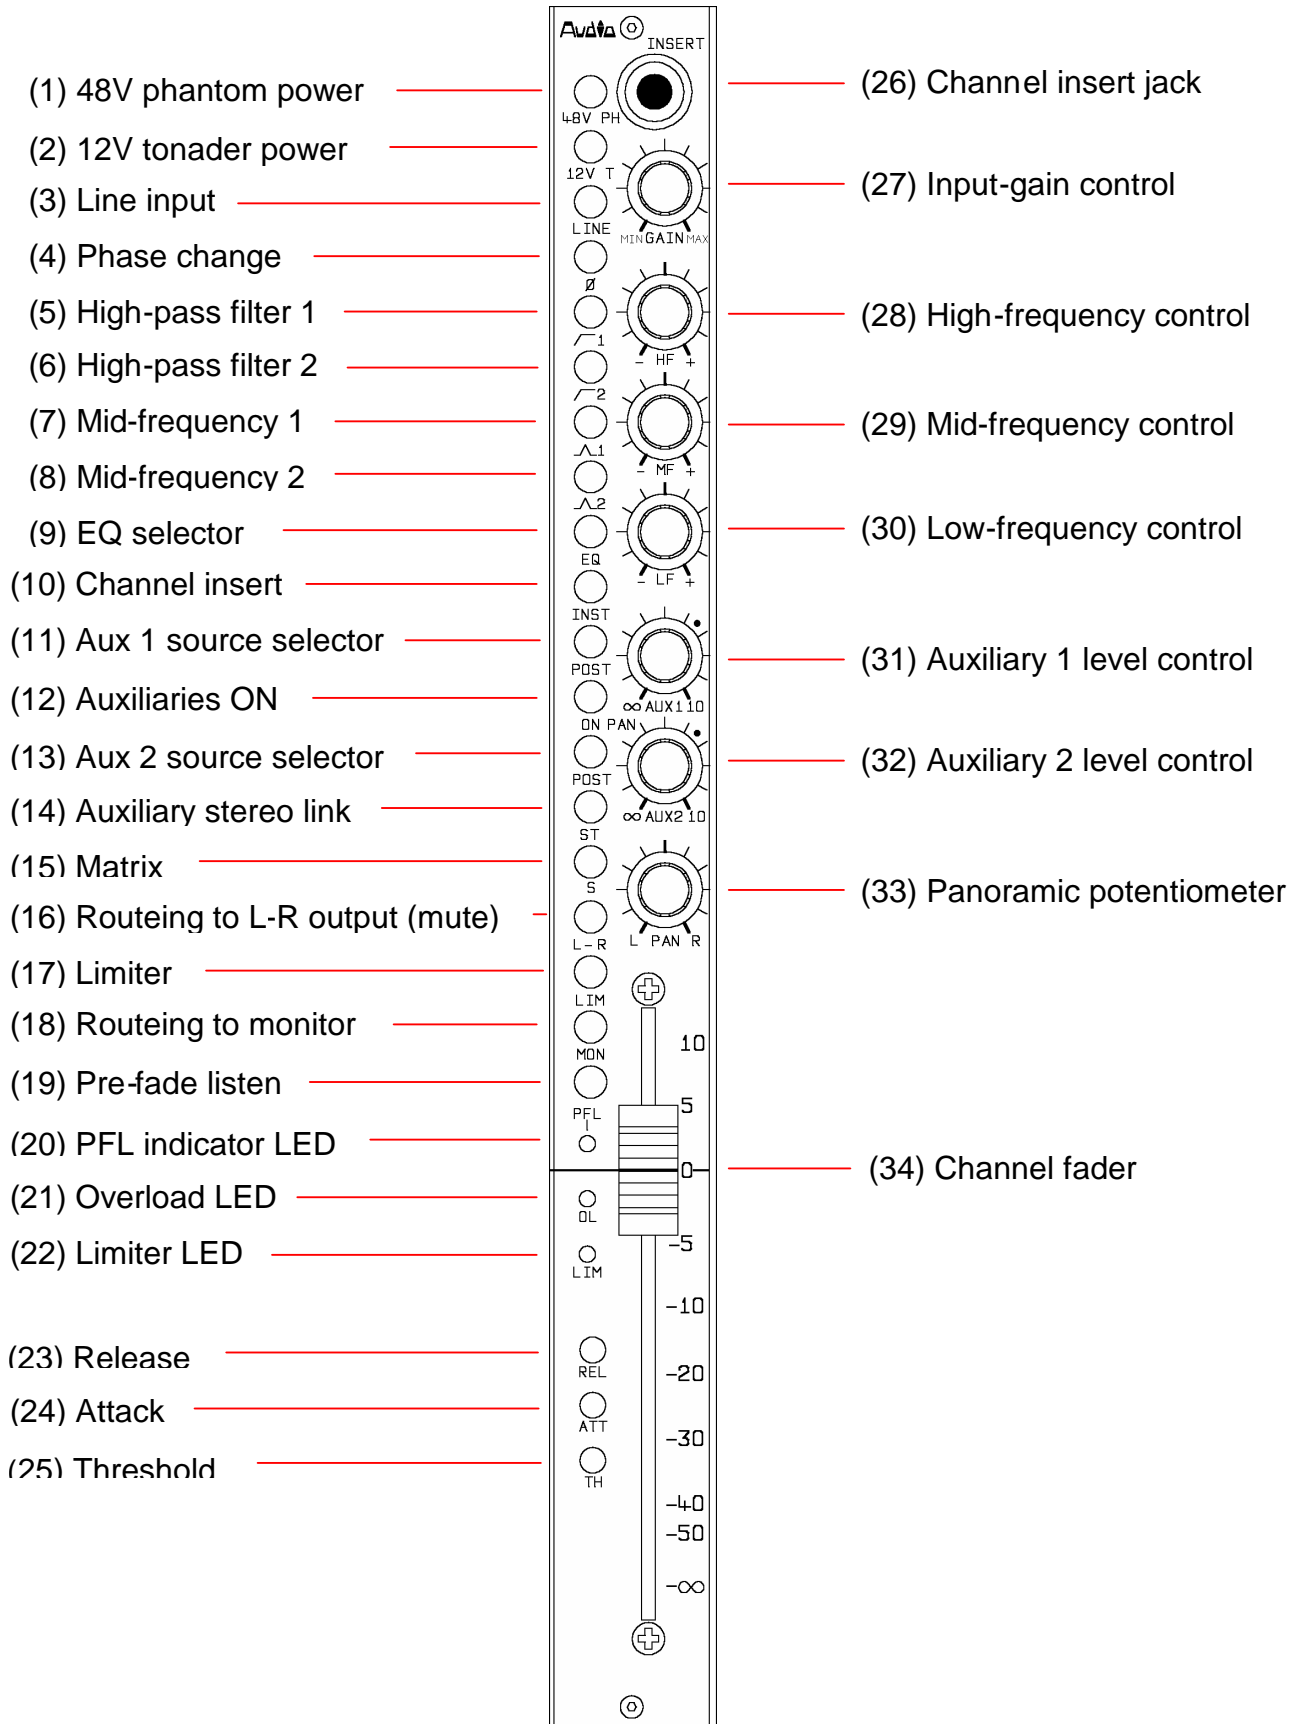 Audio
INSERT
(1) 48V phantom power
(2) 12V tonader power
(3) Line input
(4) Phase change
(5) High-pass filter 1
(6) High-pass filter 2
(7) Mid-frequency 1
(8) Mid-frequency 2
(9) EQ selector
(10) Channel insert
(11) Aux 1 source selector
(12) Auxiliaries ON
(13) Aux 2 source selector
(14) Auxiliary stereo link
(15) Matrix
(16) Routeing to L-R output (mute)
(17) Limiter
(18) Routeing to monitor
(19) Pre-fade listen
(20) PFL indicator LED
(21) Overload LED
(22) Limiter LED
(23) Release
(24) Attack
(25) Threshold
48V PH
12V T
LINE
Ø
1
2
1
2
EQ
INST
POST
ON PAN
POST
ST
S
L-R
LIM
MON
PFL
OL
LIM
REL
ATT
TH
MIN GAIN MAX
- HF +
- MF +
- LF +
∞ AUX1 10
∞ AUX2 10
L PAN R
10
5
0
-5
-10
-20
-30
-40
-50
-∞
(26) Channel insert jack
(27) Input-gain control
(28) High-frequency control
(29) Mid-frequency control
(30) Low-frequency control
(31) Auxiliary 1 level control
(32) Auxiliary 2 level control
(33) Panoramic potentiometer
(34) Channel fader